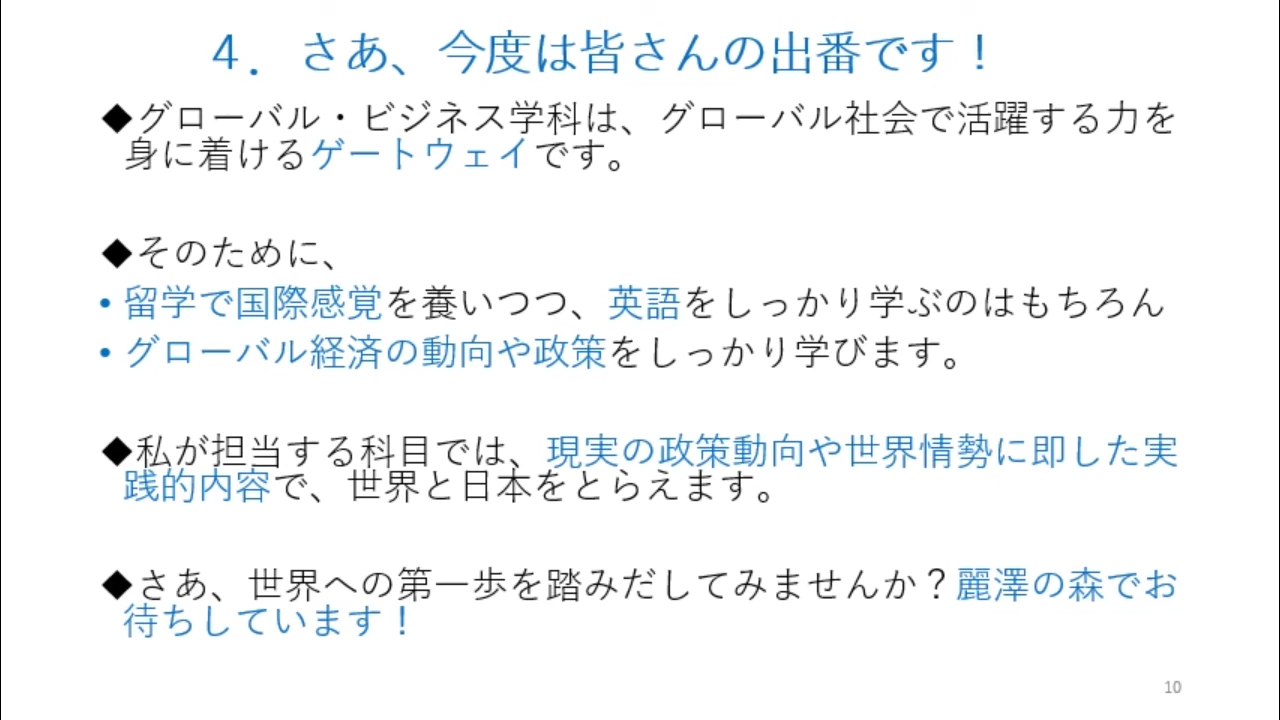 ４．さあ、今度は皆さんの出番です！
◆グローバル・ビジネス学科は、グローバル社会で活躍する力を
身に着けるゲートウェイです。
◆そのために、
• 留学で国際感覚を養いつつ、英語をしっかり学ぶのはもちろん
• グローバル経済の動向や政策をしっかり学びます。
◆私が担当する科目では、現実の政策動向や世界情勢に即した実
践的内容で、世界と日本をとらえます。
◆さあ、世界への第一歩を踏みだしてみませんか？麗澤の森でお
待ちしています！
10